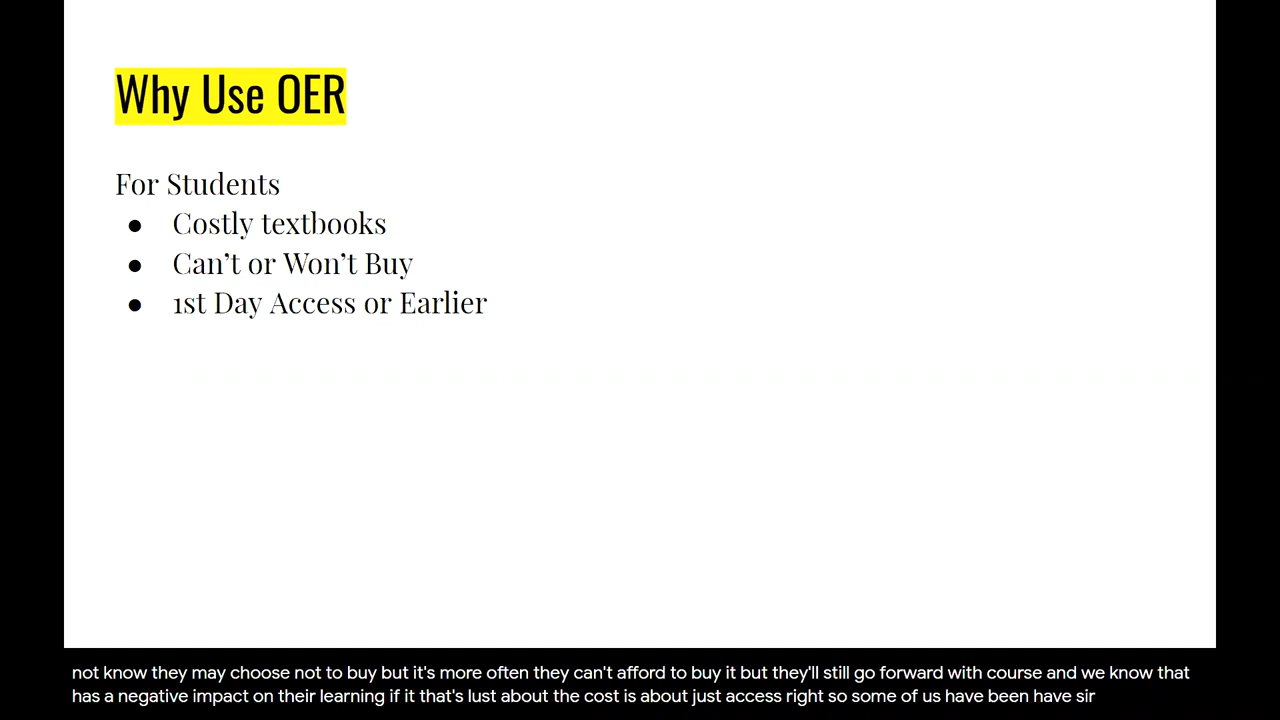 Why Use OER
For Students
● Costly textbooks
● Can’t or Won’t Buy
● 1st Day Access or Earlier
not know they may choose not to buy but it's more often they can't afford to buy it but they'll still go forward with course and we know that
has a negative impact on their learning if it that's lust about the cost is about just access right so some of us have been have sir